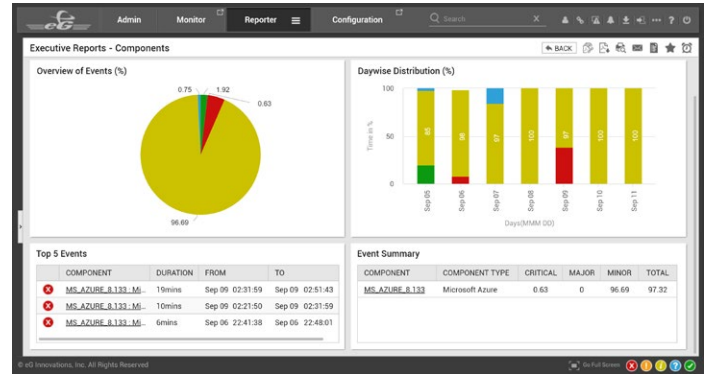 eG
Admin
Monitor
Reporter
Configuration
Search
X
Executive Reports - Components
BACK
Overview of Events (%)
0.75
1.92
0.63
96.69
Daywise Distribution (%)
100
50
0
Time in %
98
97
100
97
100
100
Sep 05
Sep 06
Sep 07
Sep 08
Sep 09
Sep 10
Sep 11
Days(MMM DD)
Top 5 Events
COMPONENT DURATION FROM TO
MS_AZURE_8.133 : Mi... 19mins Sep 09 02:31:59 Sep 09 02:51:43
MS_AZURE_8.133 : Mi... 10mins Sep 09 02:21:50 Sep 09 02:31:59
MS_AZURE_8.133 : Mi... 6mins Sep 06 22:41:38 Sep 06 22:48:01
Event Summary
COMPONENT COMPONENT TYPE CRITICAL MAJOR MINOR TOTAL
MS_AZURE_8.133 Microsoft Azure 0.63 0 96.69 97.32
© eG Innovations, Inc. All Rights Reserved
Go Full Screen